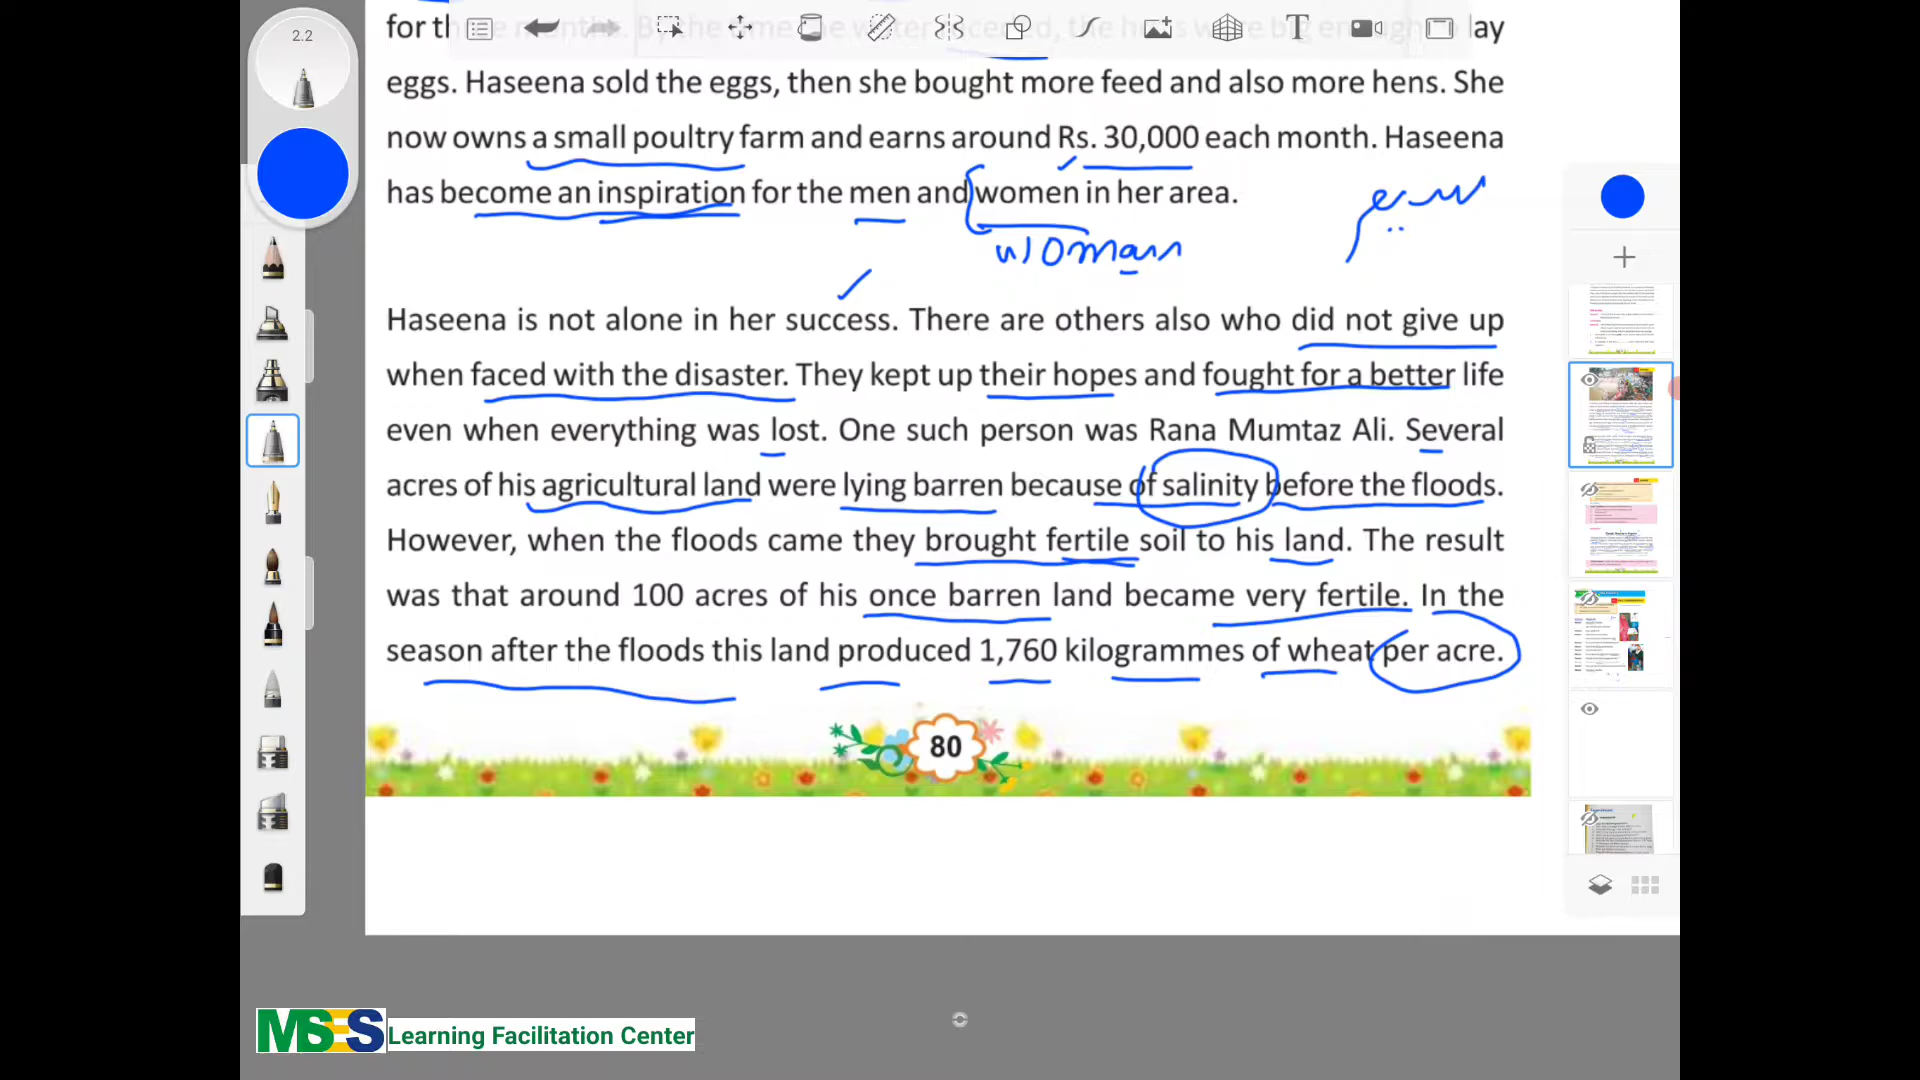 2.2
for th
lay
eggs. Haseena sold the eggs, then she bought more feed and also more hens. She
now owns a small poultry farm and earns around Rs. 30,000 each month. Haseena
has become an inspiration for the men and women in her area.
woman
Haseena is not alone in her success. There are others also who did not give up
when faced with the disaster. They kept up their hopes and fought for a better life
even when everything was lost. One such person was Rana Mumtaz Ali. Several
acres of his agricultural land were lying barren because of salinity before the floods.
However, when the floods came they brought fertile soil to his land. The result
was that around 100 acres of his once barren land became very fertile. In the
season after the floods this land produced 1,760 kilogrammes of wheat per acre.
80
MSES Learning Facilitation Center